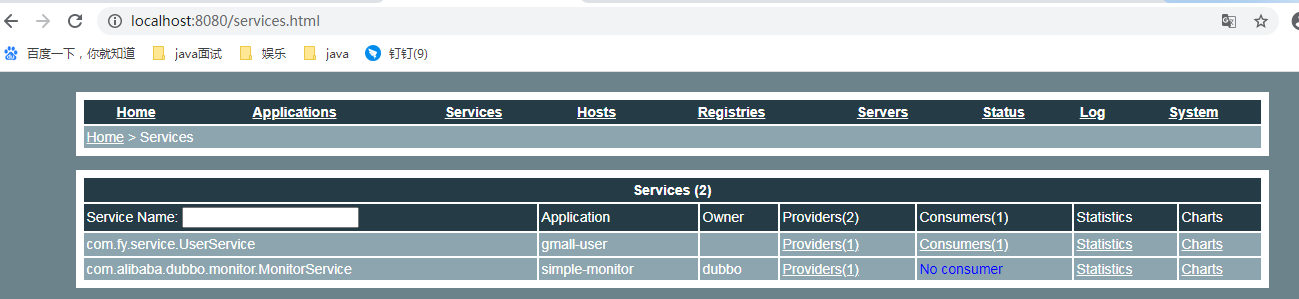 localhost:8080/services.html
百度一下，你就知道 java面试 娱乐 java 钉钉(9)
Home Applications Services Hosts Registries Servers Status Log System
Home > Services
Services (2)
Service Name: Application Owner Providers(2) Consumers(1) Statistics Charts
com.fy.service.UserService gmall-user Providers(1) Consumers(1) Statistics Charts
com.alibaba.dubbo.monitor.MonitorService simple-monitor dubbo Providers(1) No consumer Statistics Charts